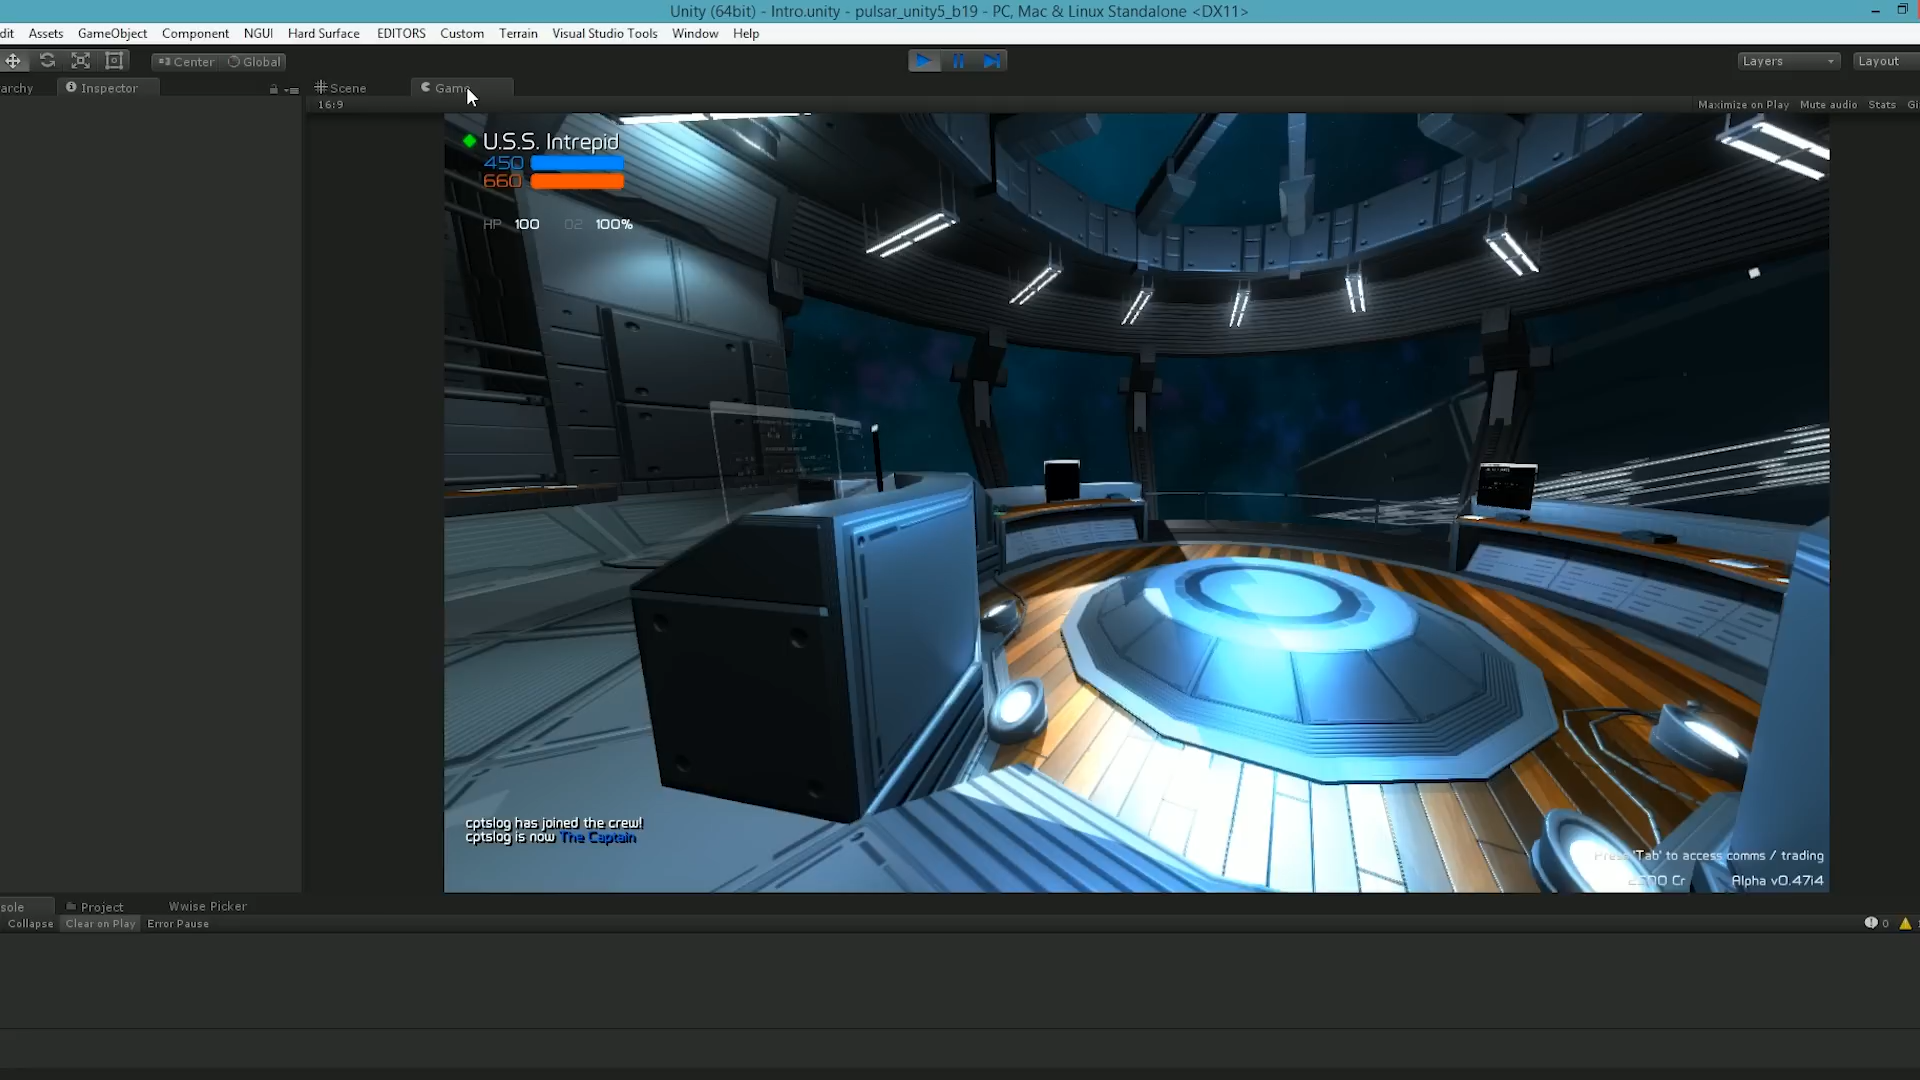 Unity (64bit) - Intro.unity - pulsar_unity5_b19 - PC, Mac & Linux Standalone <DX11>
dit Assets GameObject Component NGUI Hard Surface EDITORS Custom Terrain Visual Studio Tools Window Help
Center Global Layers Layout
archy Inspector Scene Game
16:9 Maximize on Play Mute audio Stats Gi
U.S.S. Intrepid
450
660
HP 100 O2 100%
cptslog has joined the crew!
cptslog is now The Captain
Press 'Tab' to access comms / trading
Cr Alpha v0.47i4
sole Project Wwise Picker
Collapse Clear on Play Error Pause 0